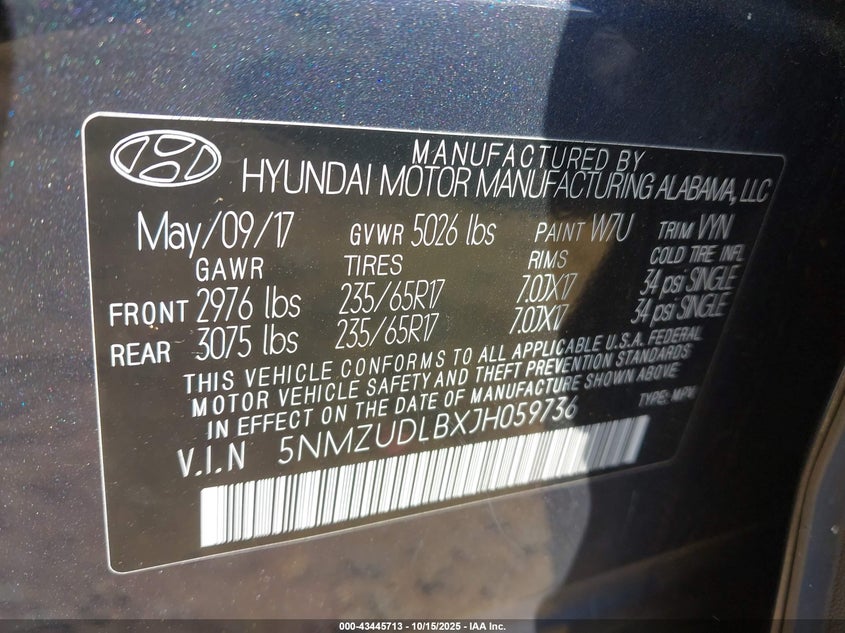 MANUFACTURED BY
HYUNDAI MOTOR MANUFACTURING ALABAMA, LLC
May/09/17 GVWR 5026 lbs PAINT W7U TRIM VYN
GAWR TIRES RIMS COLD TIRE INFL
FRONT 2976 lbs 235/65R17 7.0JX17 34 psi SINGLE
REAR 3075 lbs 235/65R17 7.0JX17 34 psi SINGLE
THIS VEHICLE CONFORMS TO ALL APPLICABLE U.S.A. FEDERAL
MOTOR VEHICLE SAFETY AND THEFT PREVENTION STANDARDS
IN EFFECT ON THE DATE OF MANUFACTURE SHOWN ABOVE
V.I.N 5NMZUDLBXJH059736 TYPE: MPV
000-43445713 - 10/15/2025 - IAA Inc.